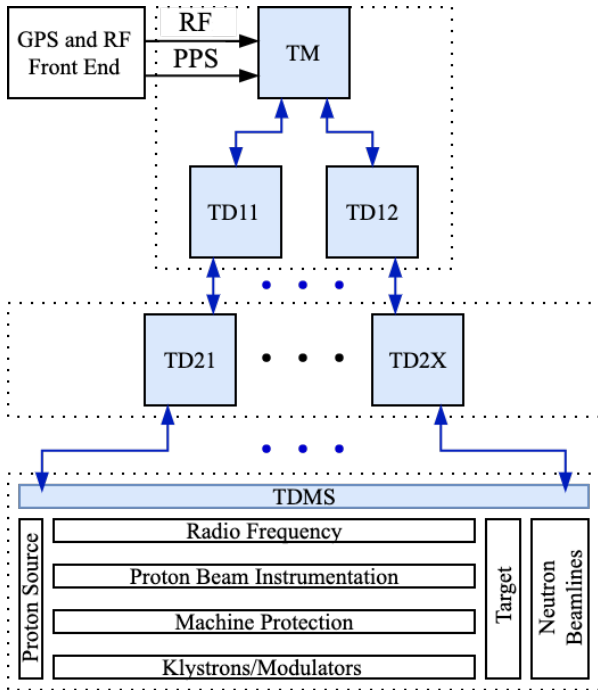 GPS and RF
Front End
RF
PPS
TM
TD11
TD12
TD21
TD2X
TDMS
Proton Source
Radio Frequency
Proton Beam Instrumentation
Machine Protection
Klystrons/Modulators
Target
Neutron
Beamlines